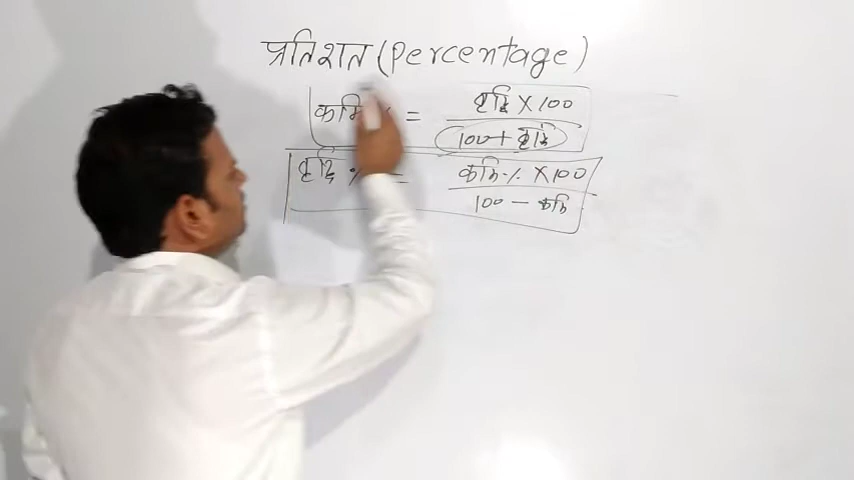 प्रतिशत (Percentage)
कमि % = वृद्धि × 100
100 + वृद्धि
वृद्धि % = कमि % × 100
100 - कमि